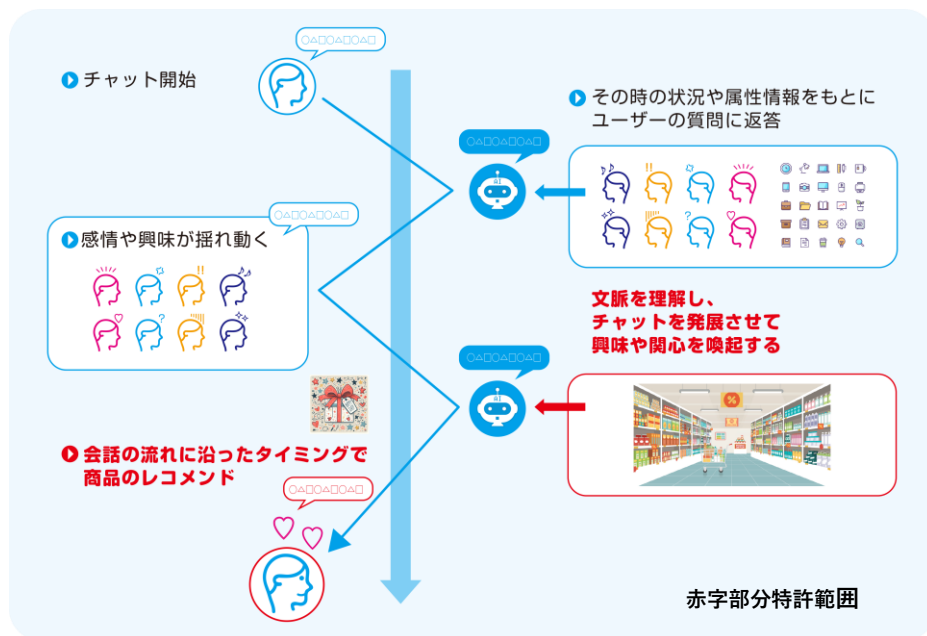 ○△□○△□○△□
チャット開始
その時の状況や属性情報をもとに
ユーザーの質問に返答
○△□○△□○△□
AI
○△□○△□○△□
感情や興味が揺れ動く
文脈を理解し、
チャットを発展させて
興味や関心を喚起する
○△□○△□○△□
AI
%
会話の流れに沿ったタイミングで
商品のレコメンド
○△□○△□○△□
赤字部分特許範囲